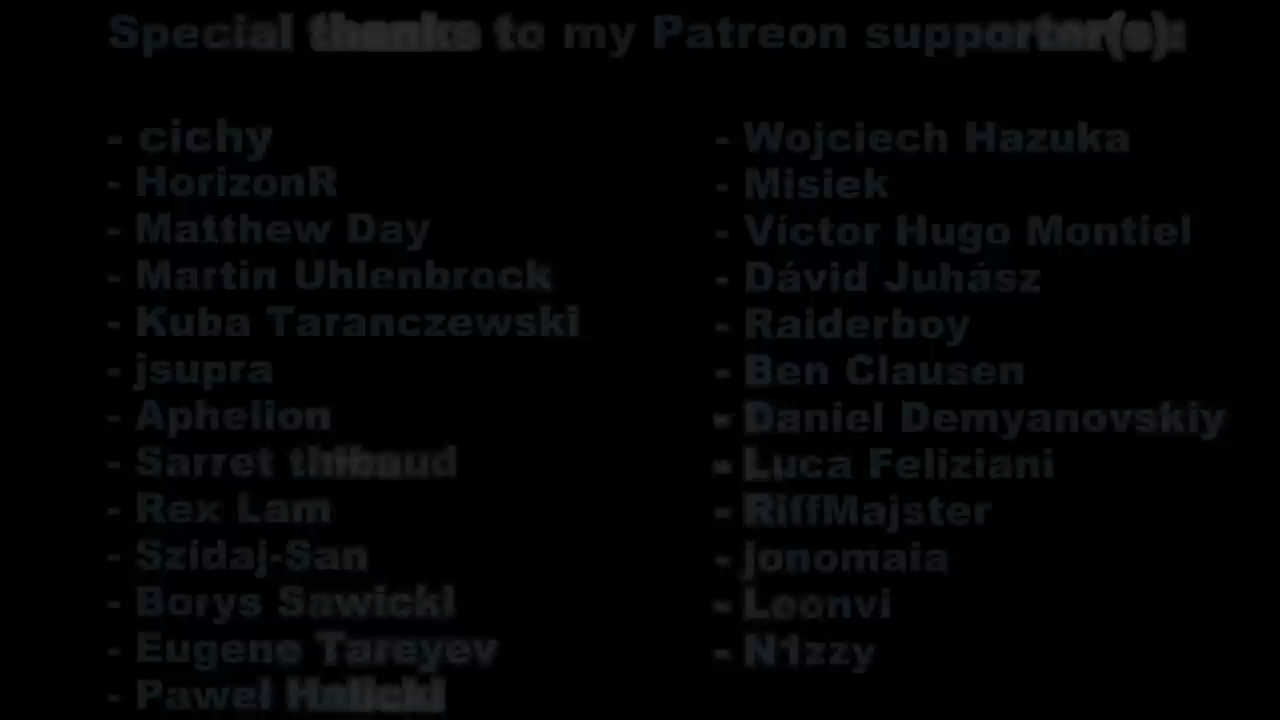 Special thanks to my Patreon supporter(s):
- cichy
- HorizonR
- Matthew Day
- Martin Uhlenbrock
- Kuba Taranczewski
- jsupra
- Aphelion
- Sarret thibaud
- Rex Lam
- Szidaj-San
- Borys Sawicki
- Eugene Tareyev
- Paweł Halicki
- Wojciech Hazuka
- Misiek
- Víctor Hugo Montiel
- Dávid Juhász
- Raiderboy
- Ben Clausen
- Daniel Demyanovskiy
- Luca Feliziani
- RiffMajster
- jonomaia
- Leonvi
- N1zzy